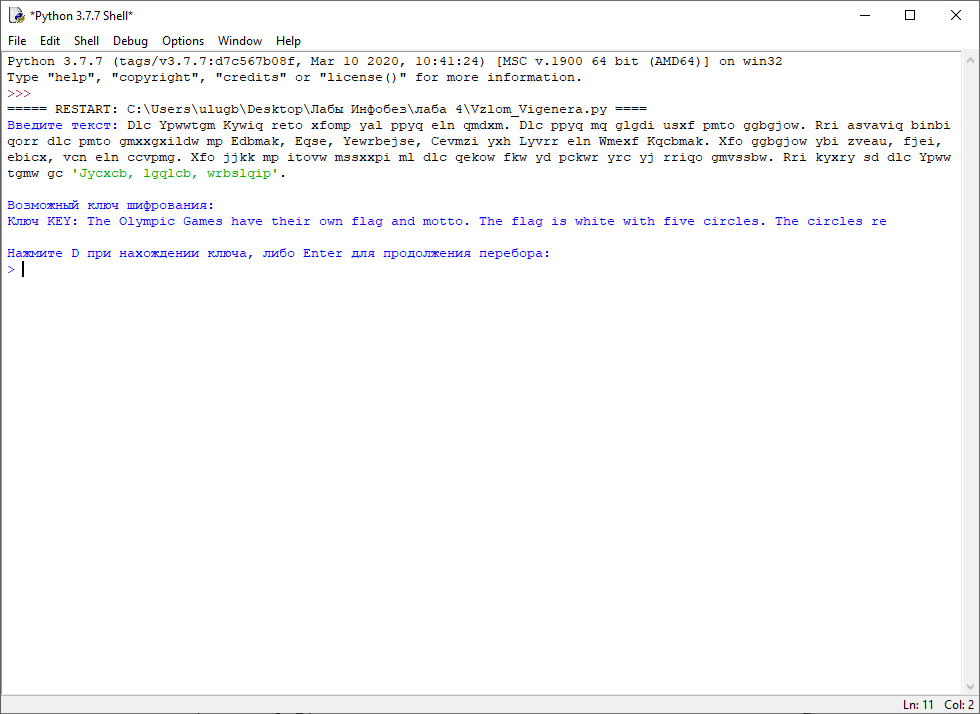 *Python 3.7.7 Shell*
File Edit Shell Debug Options Window Help
Python 3.7.7 (tags/v3.7.7:d7c567b08f, Mar 10 2020, 10:41:24) [MSC v.1900 64 bit (AMD64)] on win32
Type "help", "copyright", "credits" or "license()" for more information.
>>>
===== RESTART: C:\Users\ulugb\Desktop\Лабы Инфобез\лаба 4\Vzlom_Vigenera.py ====
Введите текст: Dlc Ypwwtgm Kywiq reto xfomp yal ppyq eln qmdxm. Dlc ppyq mq glgdi usxf pmto ggbgjow. Rri asvaviq binbi
qorr dlc pmto gmxxgxildw mp Edbmak, Eqse, Yewrbejse, Cevmzi yxh Lyvrr eln Wmexf Kqcbmak. Xfo ggbgjow ybi zveau, fjei,
ebicx, vcn eln ccvpmg. Xfo jjkk mp itovw mssxxpi ml dlc qekow fkw yd pckwr yrc yj rriqo gmvssbw. Rri kyxry sd dlc Ypww
tgmw gc 'Jycxcb, lgqlcb, wrbslqip'.
Возможный ключ шифрования:
Ключ KEY: The Olympic Games have their own flag and motto. The flag is white with five circles. The circles re
Нажмите D при нахождении ключа, либо Enter для продолжения перебора:
>
Ln: 11 Col: 2